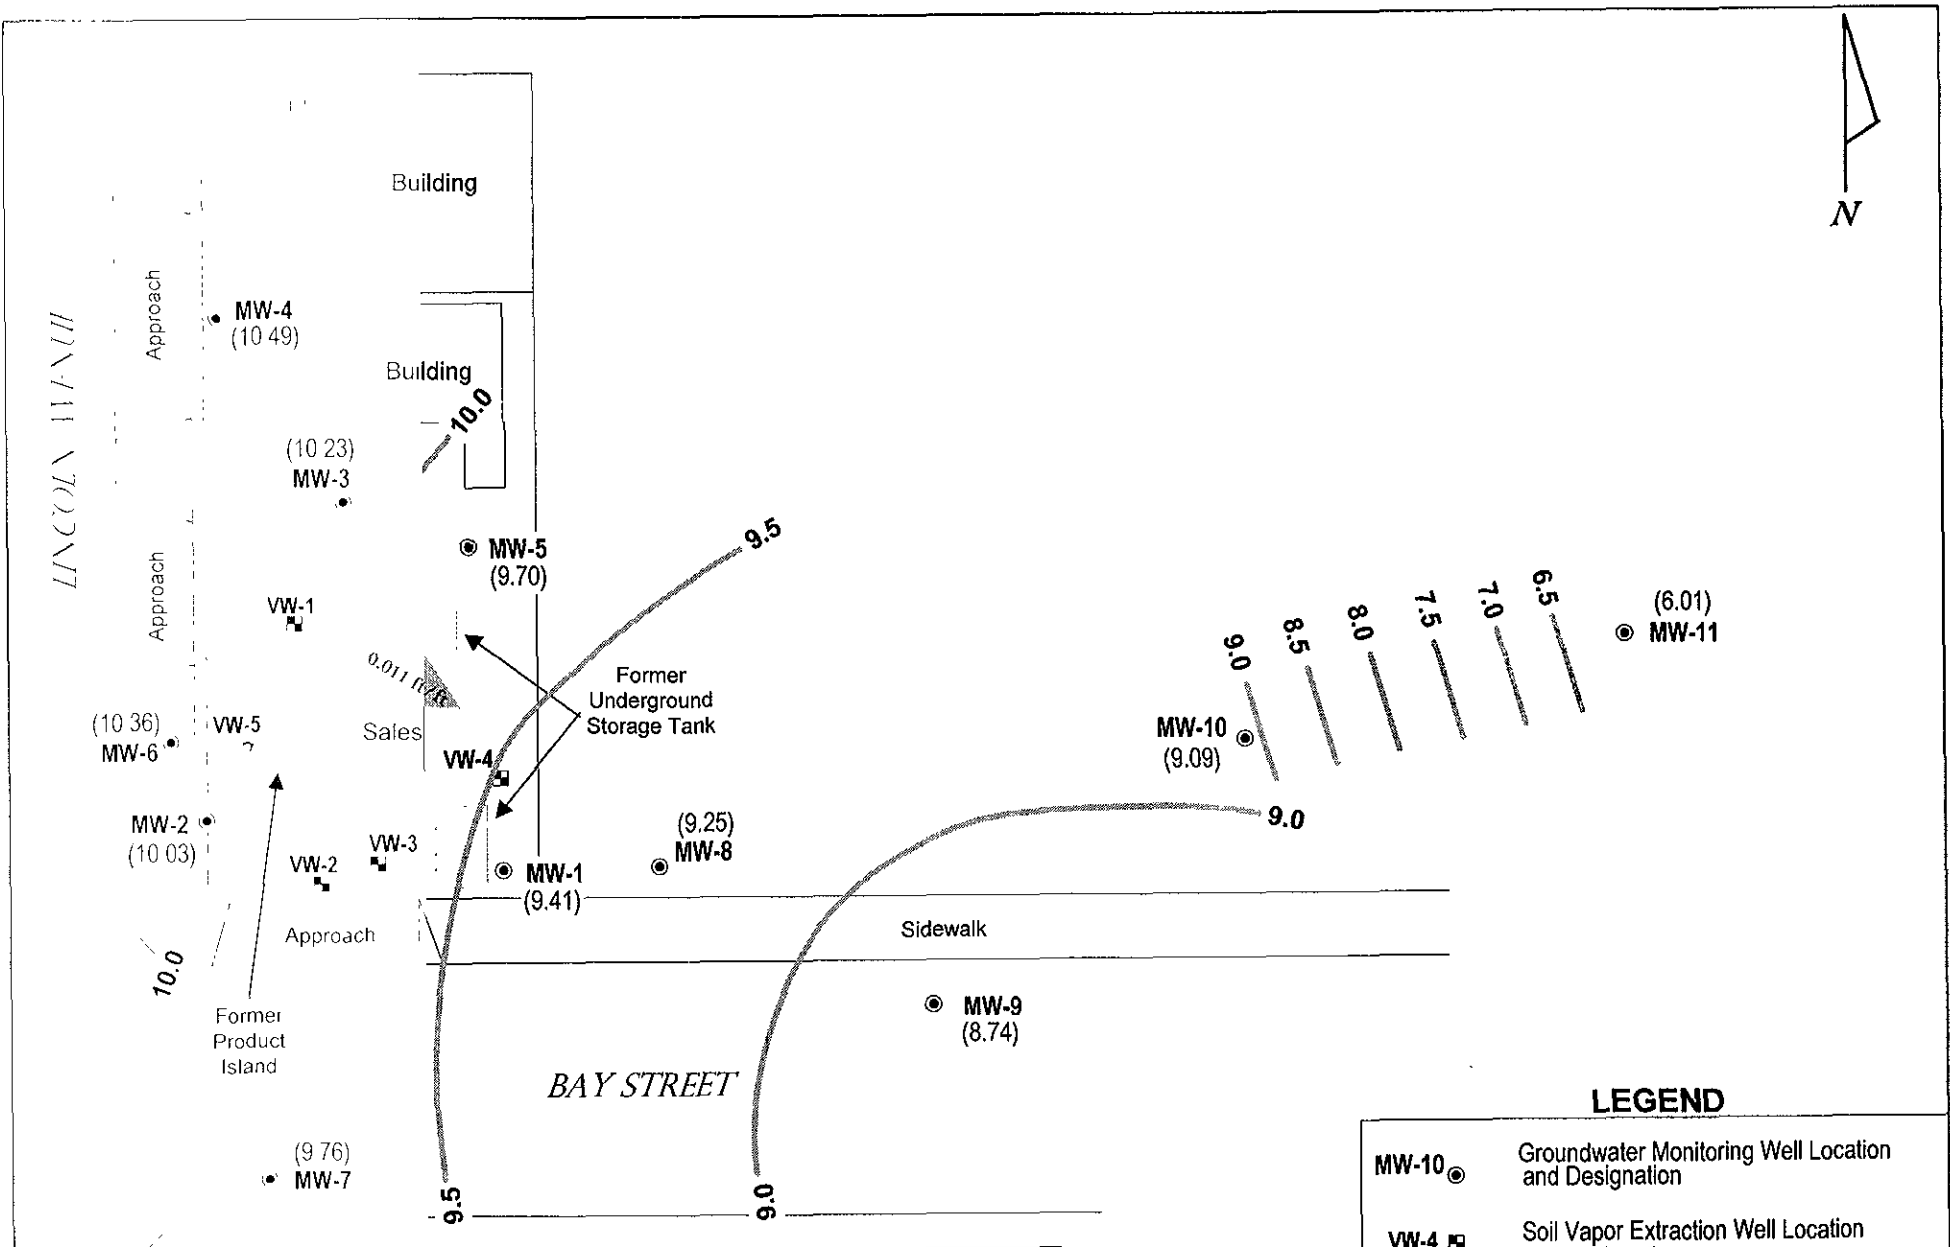 N
Building
Approach
MW-4
(10 49)
Building
10.0
(10 23)
MW-3
LINCOLN
9.5
MW-5
(9.70)
Approach
VW-1
6.5
7.0
7.5
8.0
8.5
9.0
(6.01)
MW-11
0.011 ft/ft
Former
Underground
Storage Tank
(10 36)
MW-6
VW-5
Sales
VW-4
MW-10
(9.09)
MW-2
(10 03)
VW-3
VW-2
(9.25)
MW-8
9.0
MW-1
(9.41)
Approach
Sidewalk
10.0
Former
Product
Island
MW-9
(8.74)
BAY STREET
(9 76)
MW-7
9.5
9.0
LEGEND
MW-10
Groundwater Monitoring Well Location
and Designation
VW-4
Soil Vapor Extraction Well Location